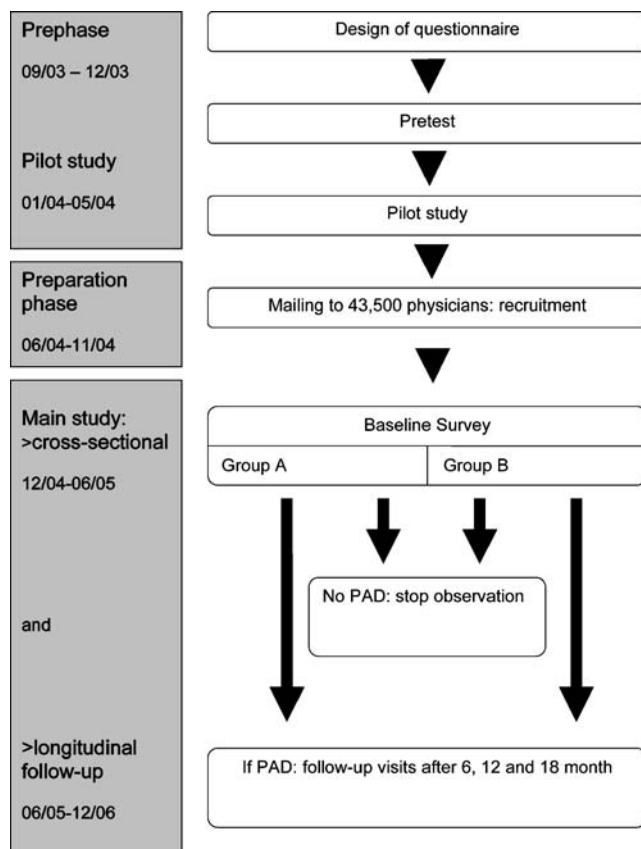 Prephase
09/03 – 12/03
Pilot study
01/04-05/04
Design of questionnaire
Pretest
Pilot study
Preparation
phase
06/04-11/04
Mailing to 43,500 physicians: recruitment
Main study:
>cross-sectional
12/04-06/05
and
>longitudinal
follow-up
06/05-12/06
Baseline Survey
Group A
Group B
No PAD: stop observation
If PAD: follow-up visits after 6, 12 and 18 month